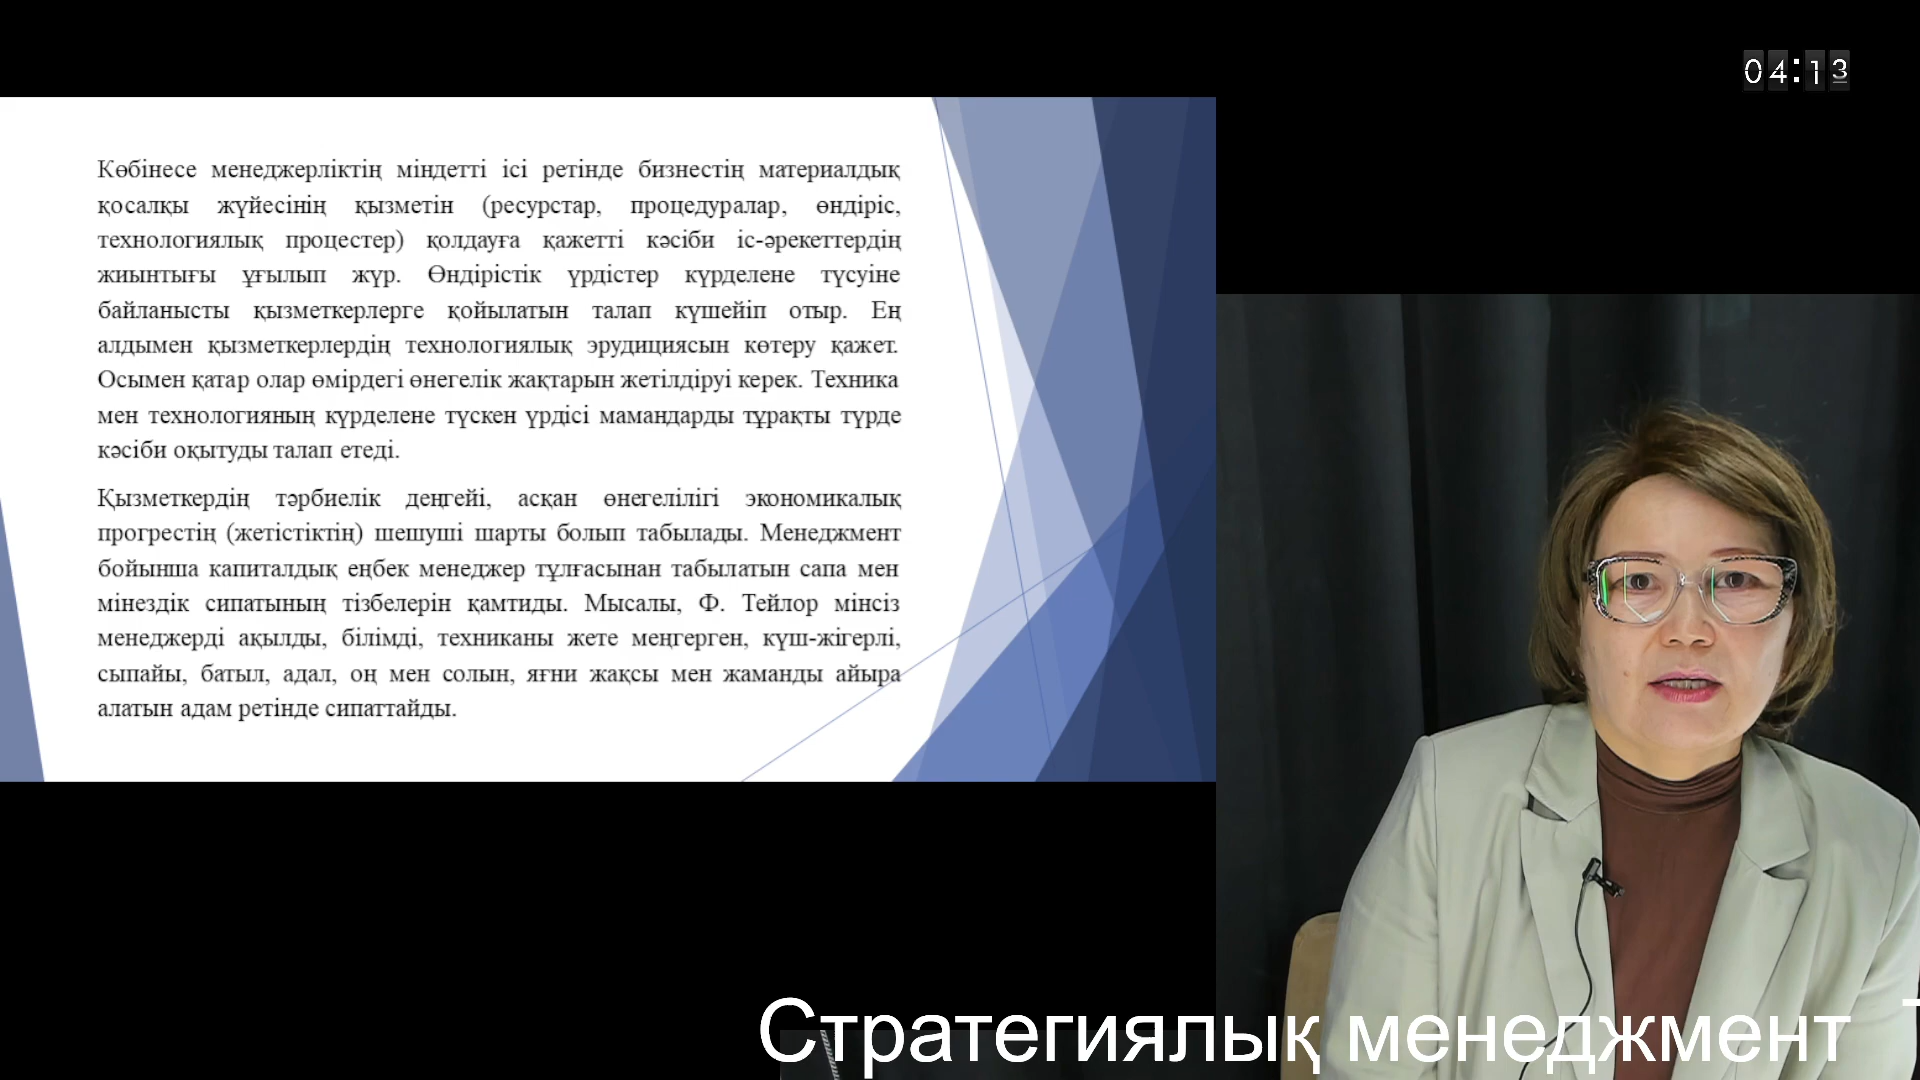 04:13
Көбінесе менеджерліктің міндетті ісі ретінде бизнестің материалдық
қосалқы жүйесінің қызметін (ресурстар, процедуралар, өндіріс,
технологиялық процестер) қолдауға қажетті кәсіби іс-әрекеттердің
жиынтығы ұғылып жүр. Өндірістік үрдістер күрделене түсуіне
байланысты қызметкерлерге қойылатын талап күшейіп отыр. Ең
алдымен қызметкерлердің технологиялық эрудициясын көтеру қажет.
Осымен қатар олар өмірдегі өнегелік жақтарын жетілдіруі керек. Техника
мен технологияның күрделене түскен үрдісі мамандарды тұрақты түрде
кәсіби оқытуды талап етеді.
Қызметкердің тәрбиелік деңгейі, асқан өнегелілігі экономикалық
прогрестің (жетістіктің) шешуші шарты болып табылады. Менеджмент
бойынша капиталдық еңбек менеджер тұлғасынан табылатын сапа мен
мінездік сипатының тізбелерін қамтиды. Мысалы, Ф. Тейлор мінсіз
менеджерді ақылды, білімді, техниканы жете меңгерген, күш-жігерлі,
сыпайы, батыл, адал, оң мен солын, яғни жақсы мен жаманды айыра
алатын адам ретінде сипаттайды.
Стратегиялық менеджмент